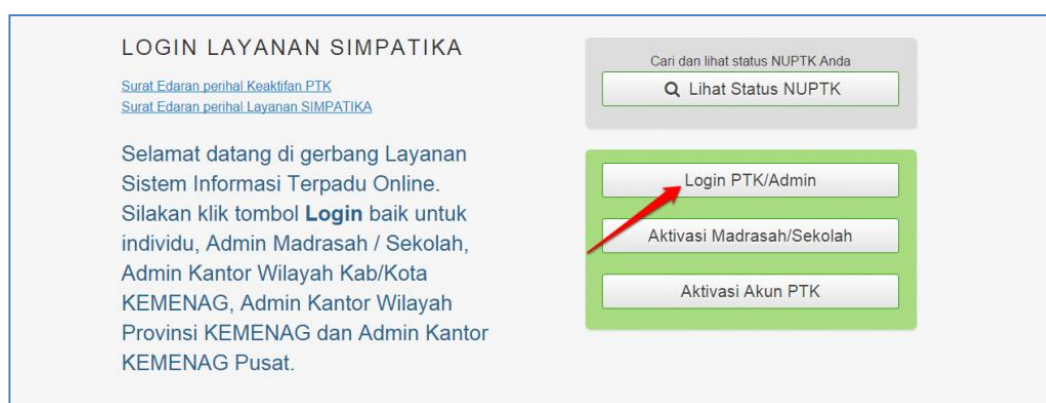 LOGIN LAYANAN SIMPATIKA
Surat Edaran perihal Keaktifan PTK
Surat Edaran perihal Layanan SIMPATIKA
Selamat datang di gerbang Layanan
Sistem Informasi Terpadu Online.
Silakan klik tombol Login baik untuk
individu, Admin Madrasah / Sekolah,
Admin Kantor Wilayah Kab/Kota
KEMENAG, Admin Kantor Wilayah
Provinsi KEMENAG dan Admin Kantor
KEMENAG Pusat.
Cari dan lihat status NUPTK Anda
Lihat Status NUPTK
Login PTK/Admin
Aktivasi Madrasah/Sekolah
Aktivasi Akun PTK